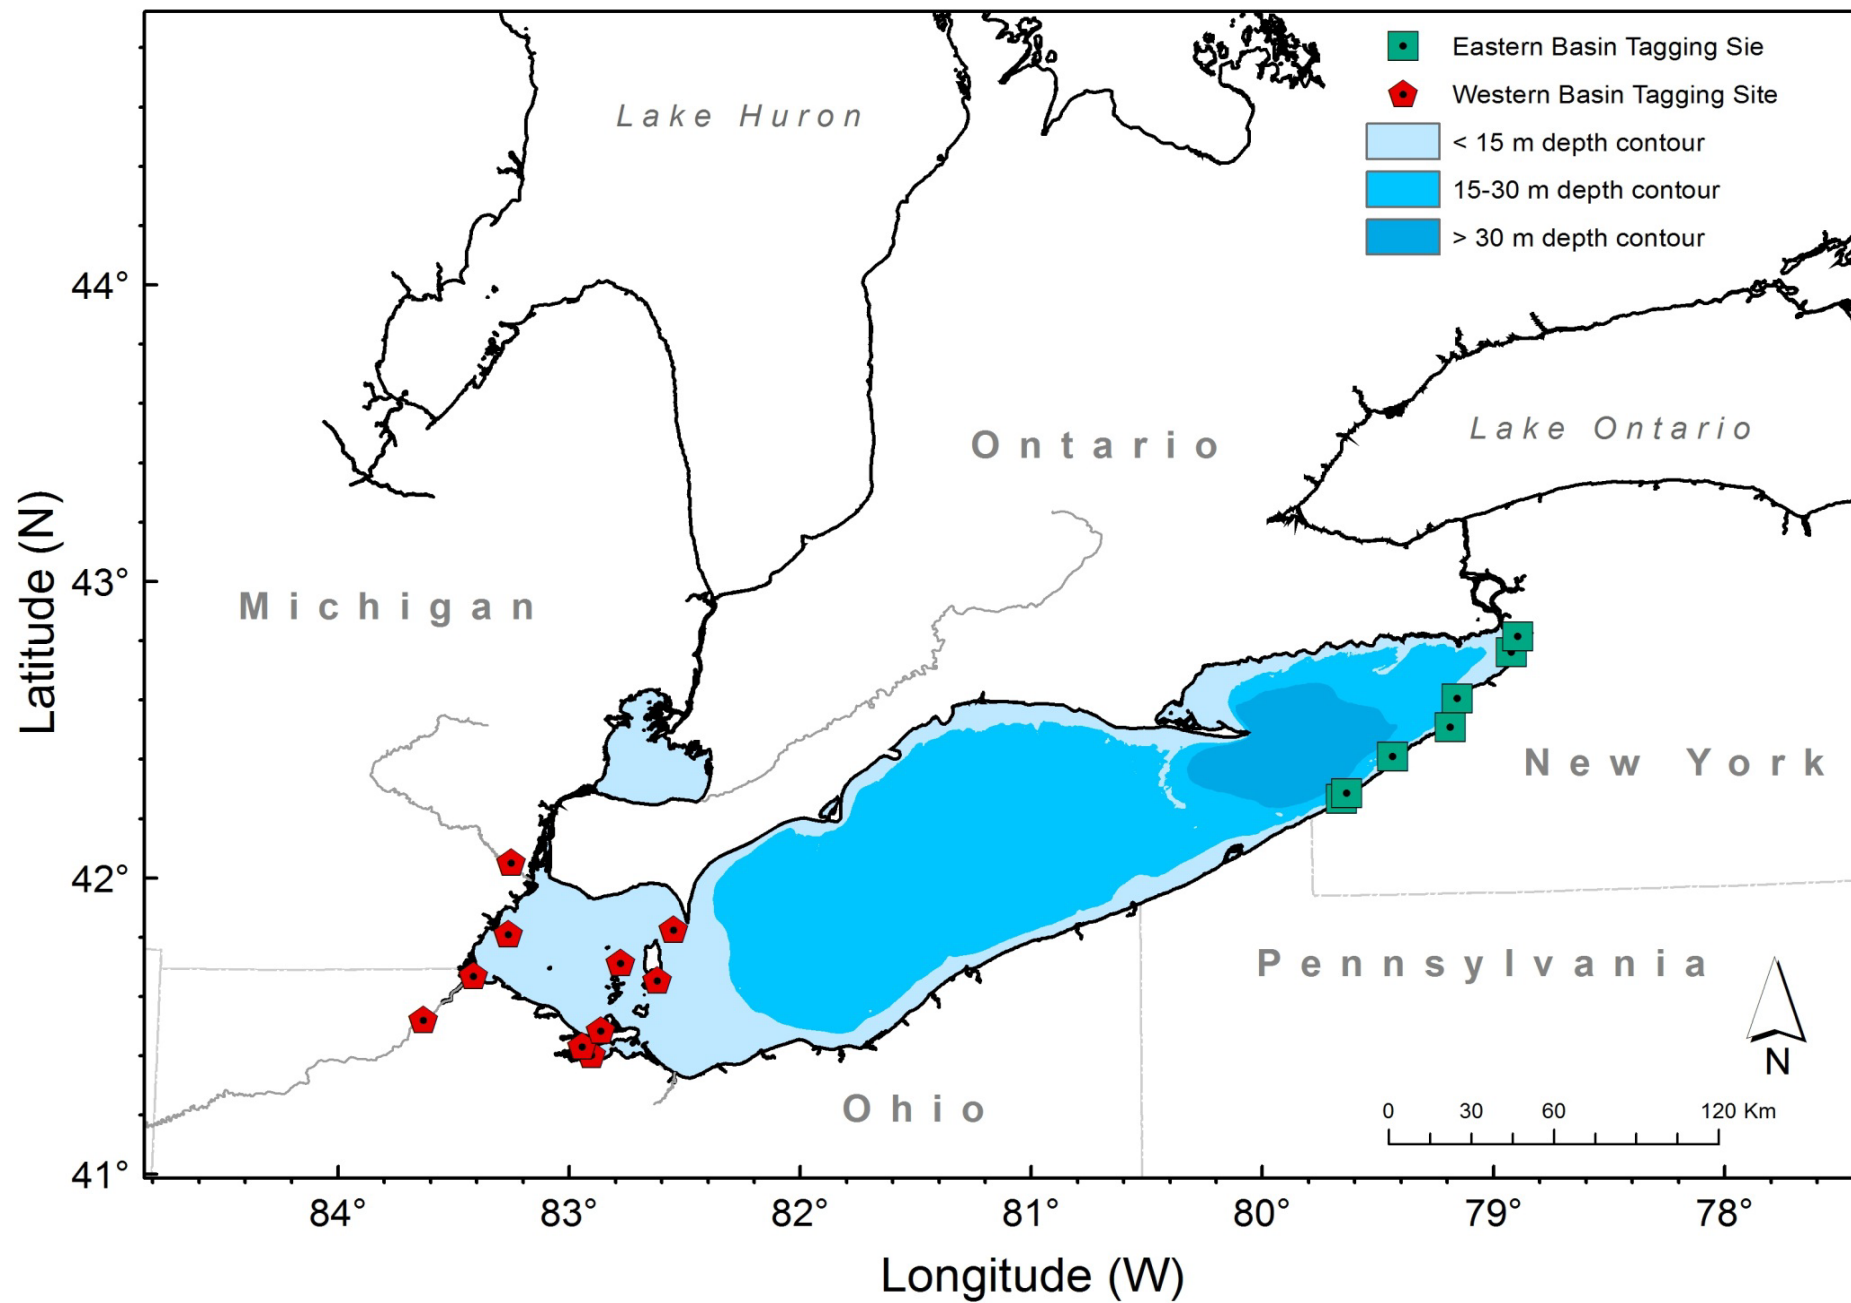 Eastern Basin Tagging Sie
Western Basin Tagging Site
< 15 m depth contour
15-30 m depth contour
> 30 m depth contour
Lake Huron
Lake Ontario
Ontario
Michigan
New York
Pennsylvania
Ohio
N
0 30 60 120 Km
44°
43°
42°
41°
Latitude (N)
84° 83° 82° 81° 80° 79° 78°
Longitude (W)